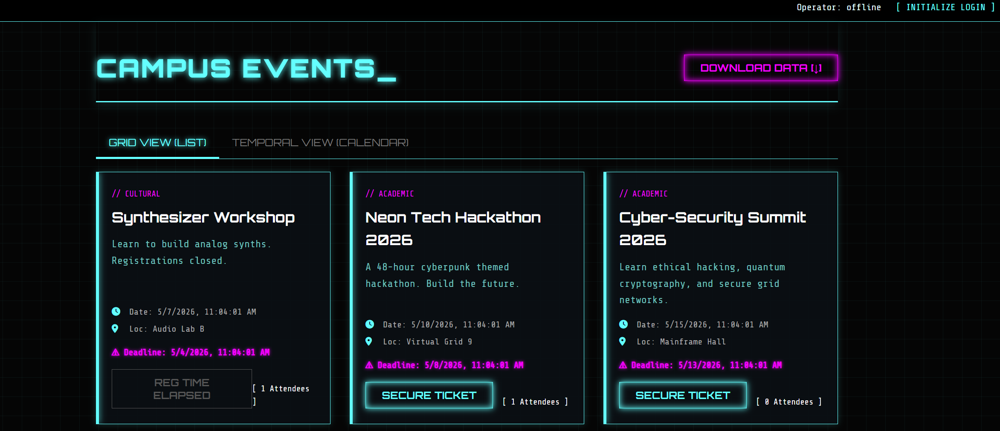 Operator: offline [ INITIALIZE LOGIN ]
CAMPUS EVENTS_
DOWNLOAD DATA [↓]
GRID VIEW (LIST) TEMPORAL VIEW (CALENDAR)
// CULTURAL
Synthesizer Workshop
Learn to build analog synths.
Registrations closed.
Date: 5/7/2026, 11:04:01 AM
Loc: Audio Lab B
⚠ Deadline: 5/4/2026, 11:04:01 AM
REG TIME
ELAPSED
[ 1 Attendees
]
// ACADEMIC
Neon Tech Hackathon
2026
A 48-hour cyberpunk themed
hackathon. Build the future.
Date: 5/10/2026, 11:04:01 AM
Loc: Virtual Grid 9
⚠ Deadline: 5/8/2026, 11:04:01 AM
SECURE TICKET
[ 1 Attendees ]
// ACADEMIC
Cyber-Security Summit
2026
Learn ethical hacking, quantum
cryptography, and secure grid
networks.
Date: 5/15/2026, 11:04:01 AM
Loc: Mainframe Hall
⚠ Deadline: 5/13/2026, 11:04:01 AM
SECURE TICKET
[ 0 Attendees ]